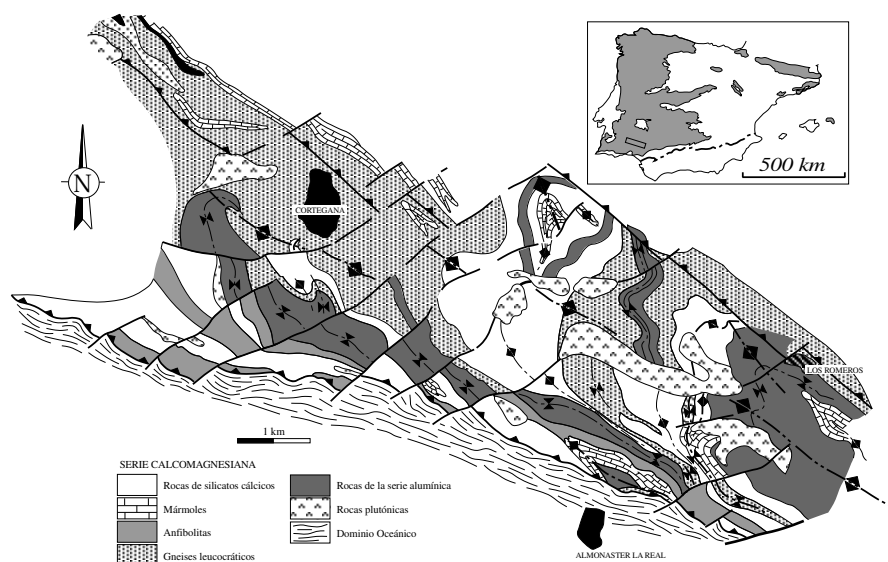 500 km
N
CORTEGANA
LOS ROMEROS
1 km
SERIE CALCOMAGNESIANA
Rocas de silicatos cálcicos
Mármoles
Anfibolitas
Gneises leucocráticos
Rocas de la serie alumínica
Rocas plutónicas
Dominio Oceánico
ALMONASTER LA REAL